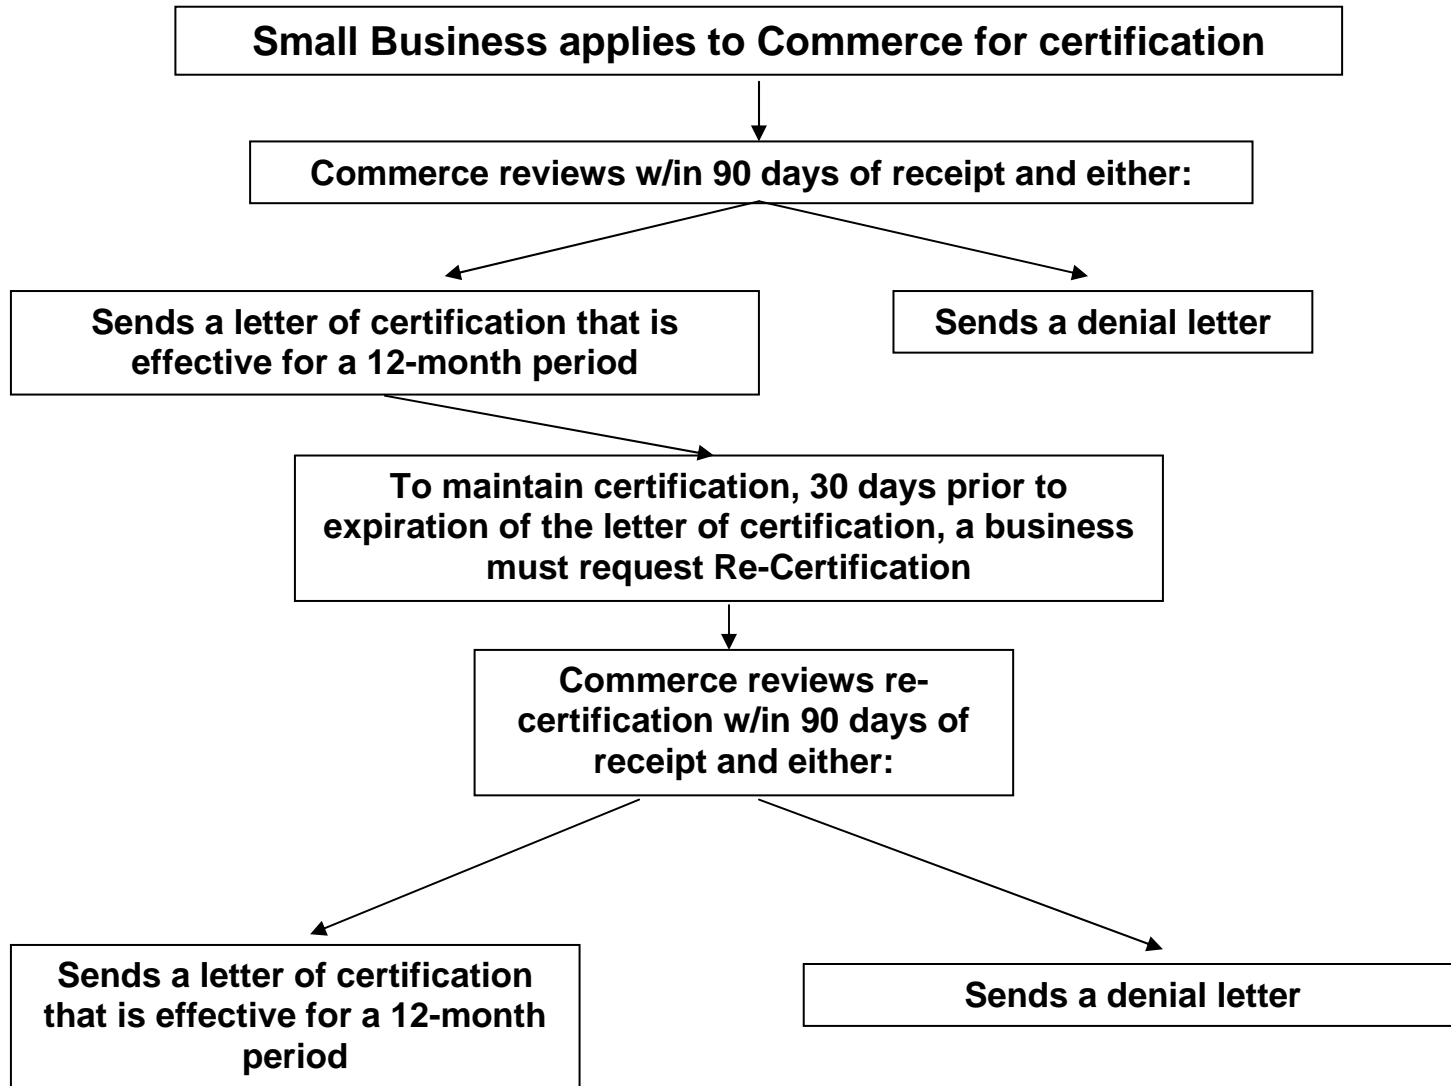 Small Business applies to Commerce for certification
Commerce reviews w/in 90 days of receipt and either:
Sends a letter of certification that is
effective for a 12-month period
Sends a denial letter
To maintain certification, 30 days prior to
expiration of the letter of certification, a business
must request Re-Certification
Commerce reviews re-
certification w/in 90 days of
receipt and either:
Sends a letter of certification
that is effective for a 12-month
period
Sends a denial letter